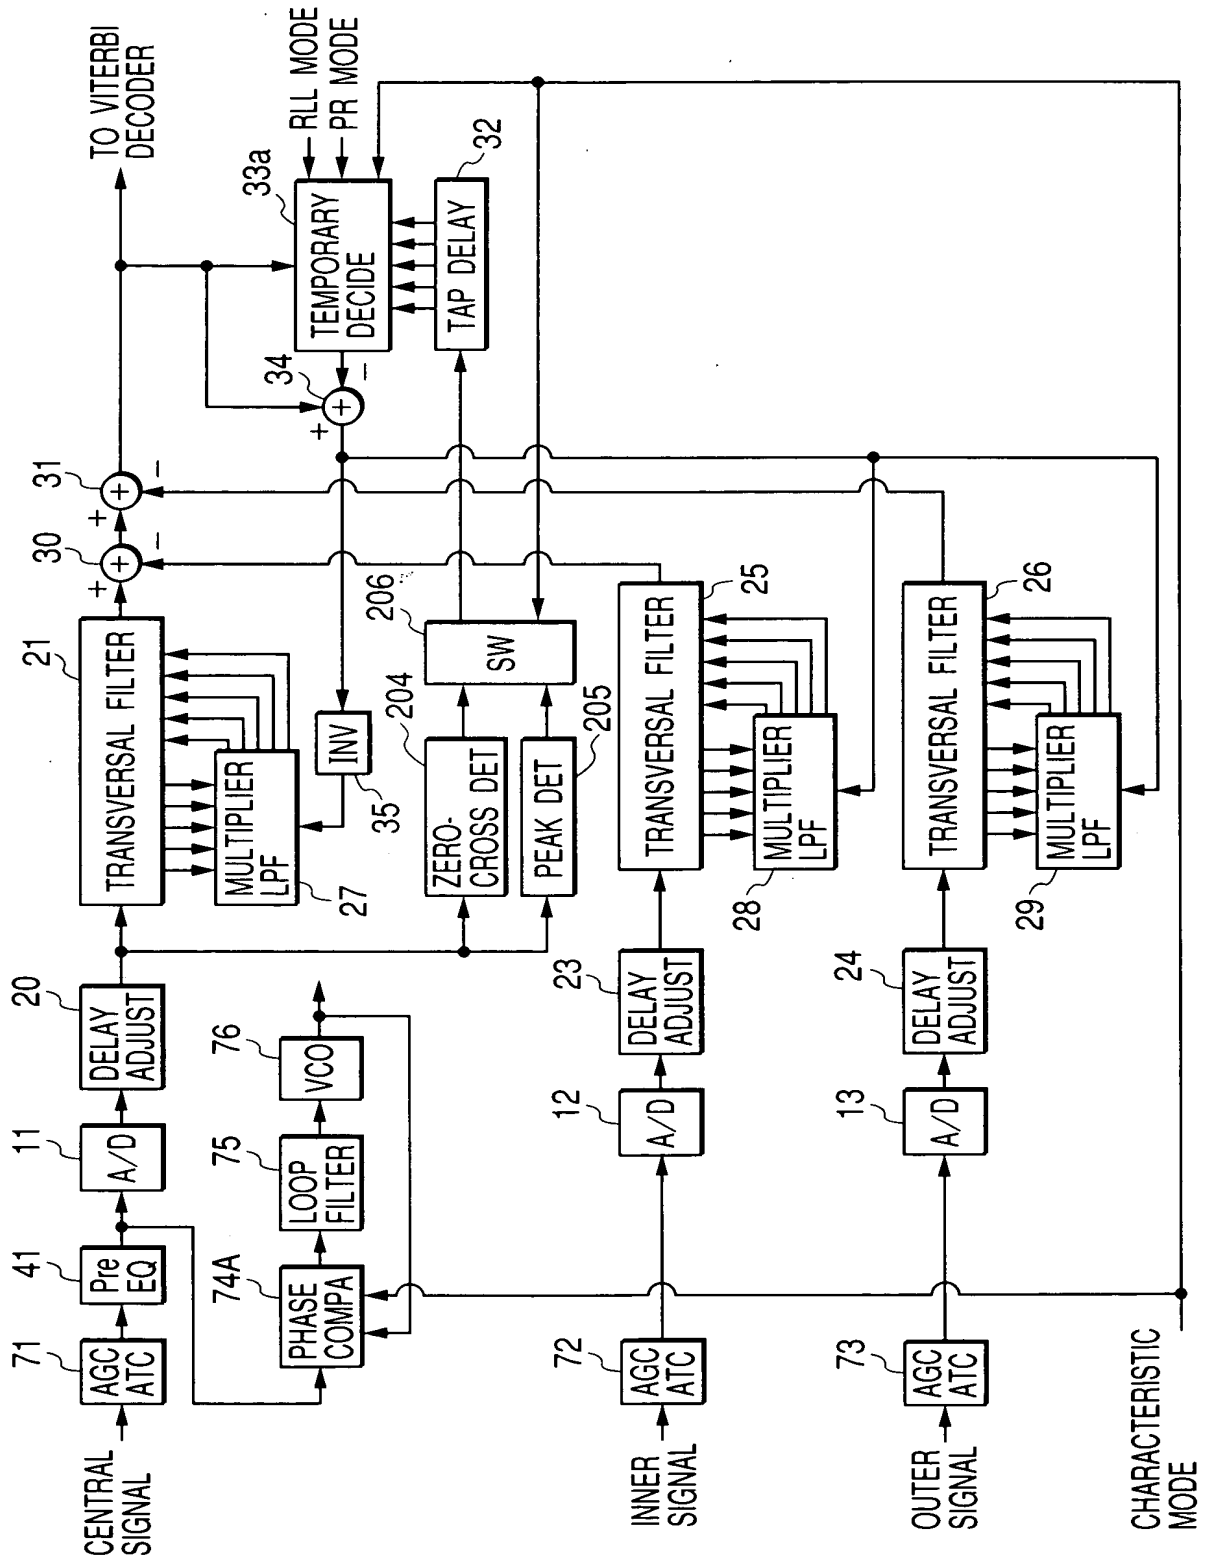 CENTRAL
SIGNAL
71
AGC
ATC
41
Pre
EQ
11
A/D
20
DELAY
ADJUST
21
TRANSVERSAL FILTER
MULTIPLIER
LPF
27
+
30
+
−
+
31
+
−
TO VITERBI
DECODER
74A
PHASE
COMPA
75
LOOP
FILTER
76
VCO
INV
35
34
+
+
−
33a
TEMPORARY
DECIDE
RLL MODE
PR MODE
204
ZERO-
CROSS DET
PEAK DET
205
206
SW
TAP DELAY
32
INNER
SIGNAL
72
AGC
ATC
12
A/D
23
DELAY
ADJUST
TRANSVERSAL FILTER
25
MULTIPLIER
LPF
28
OUTER
SIGNAL
73
AGC
ATC
13
A/D
24
DELAY
ADJUST
TRANSVERSAL FILTER
26
MULTIPLIER
LPF
29
CHARACTERISTIC
MODE